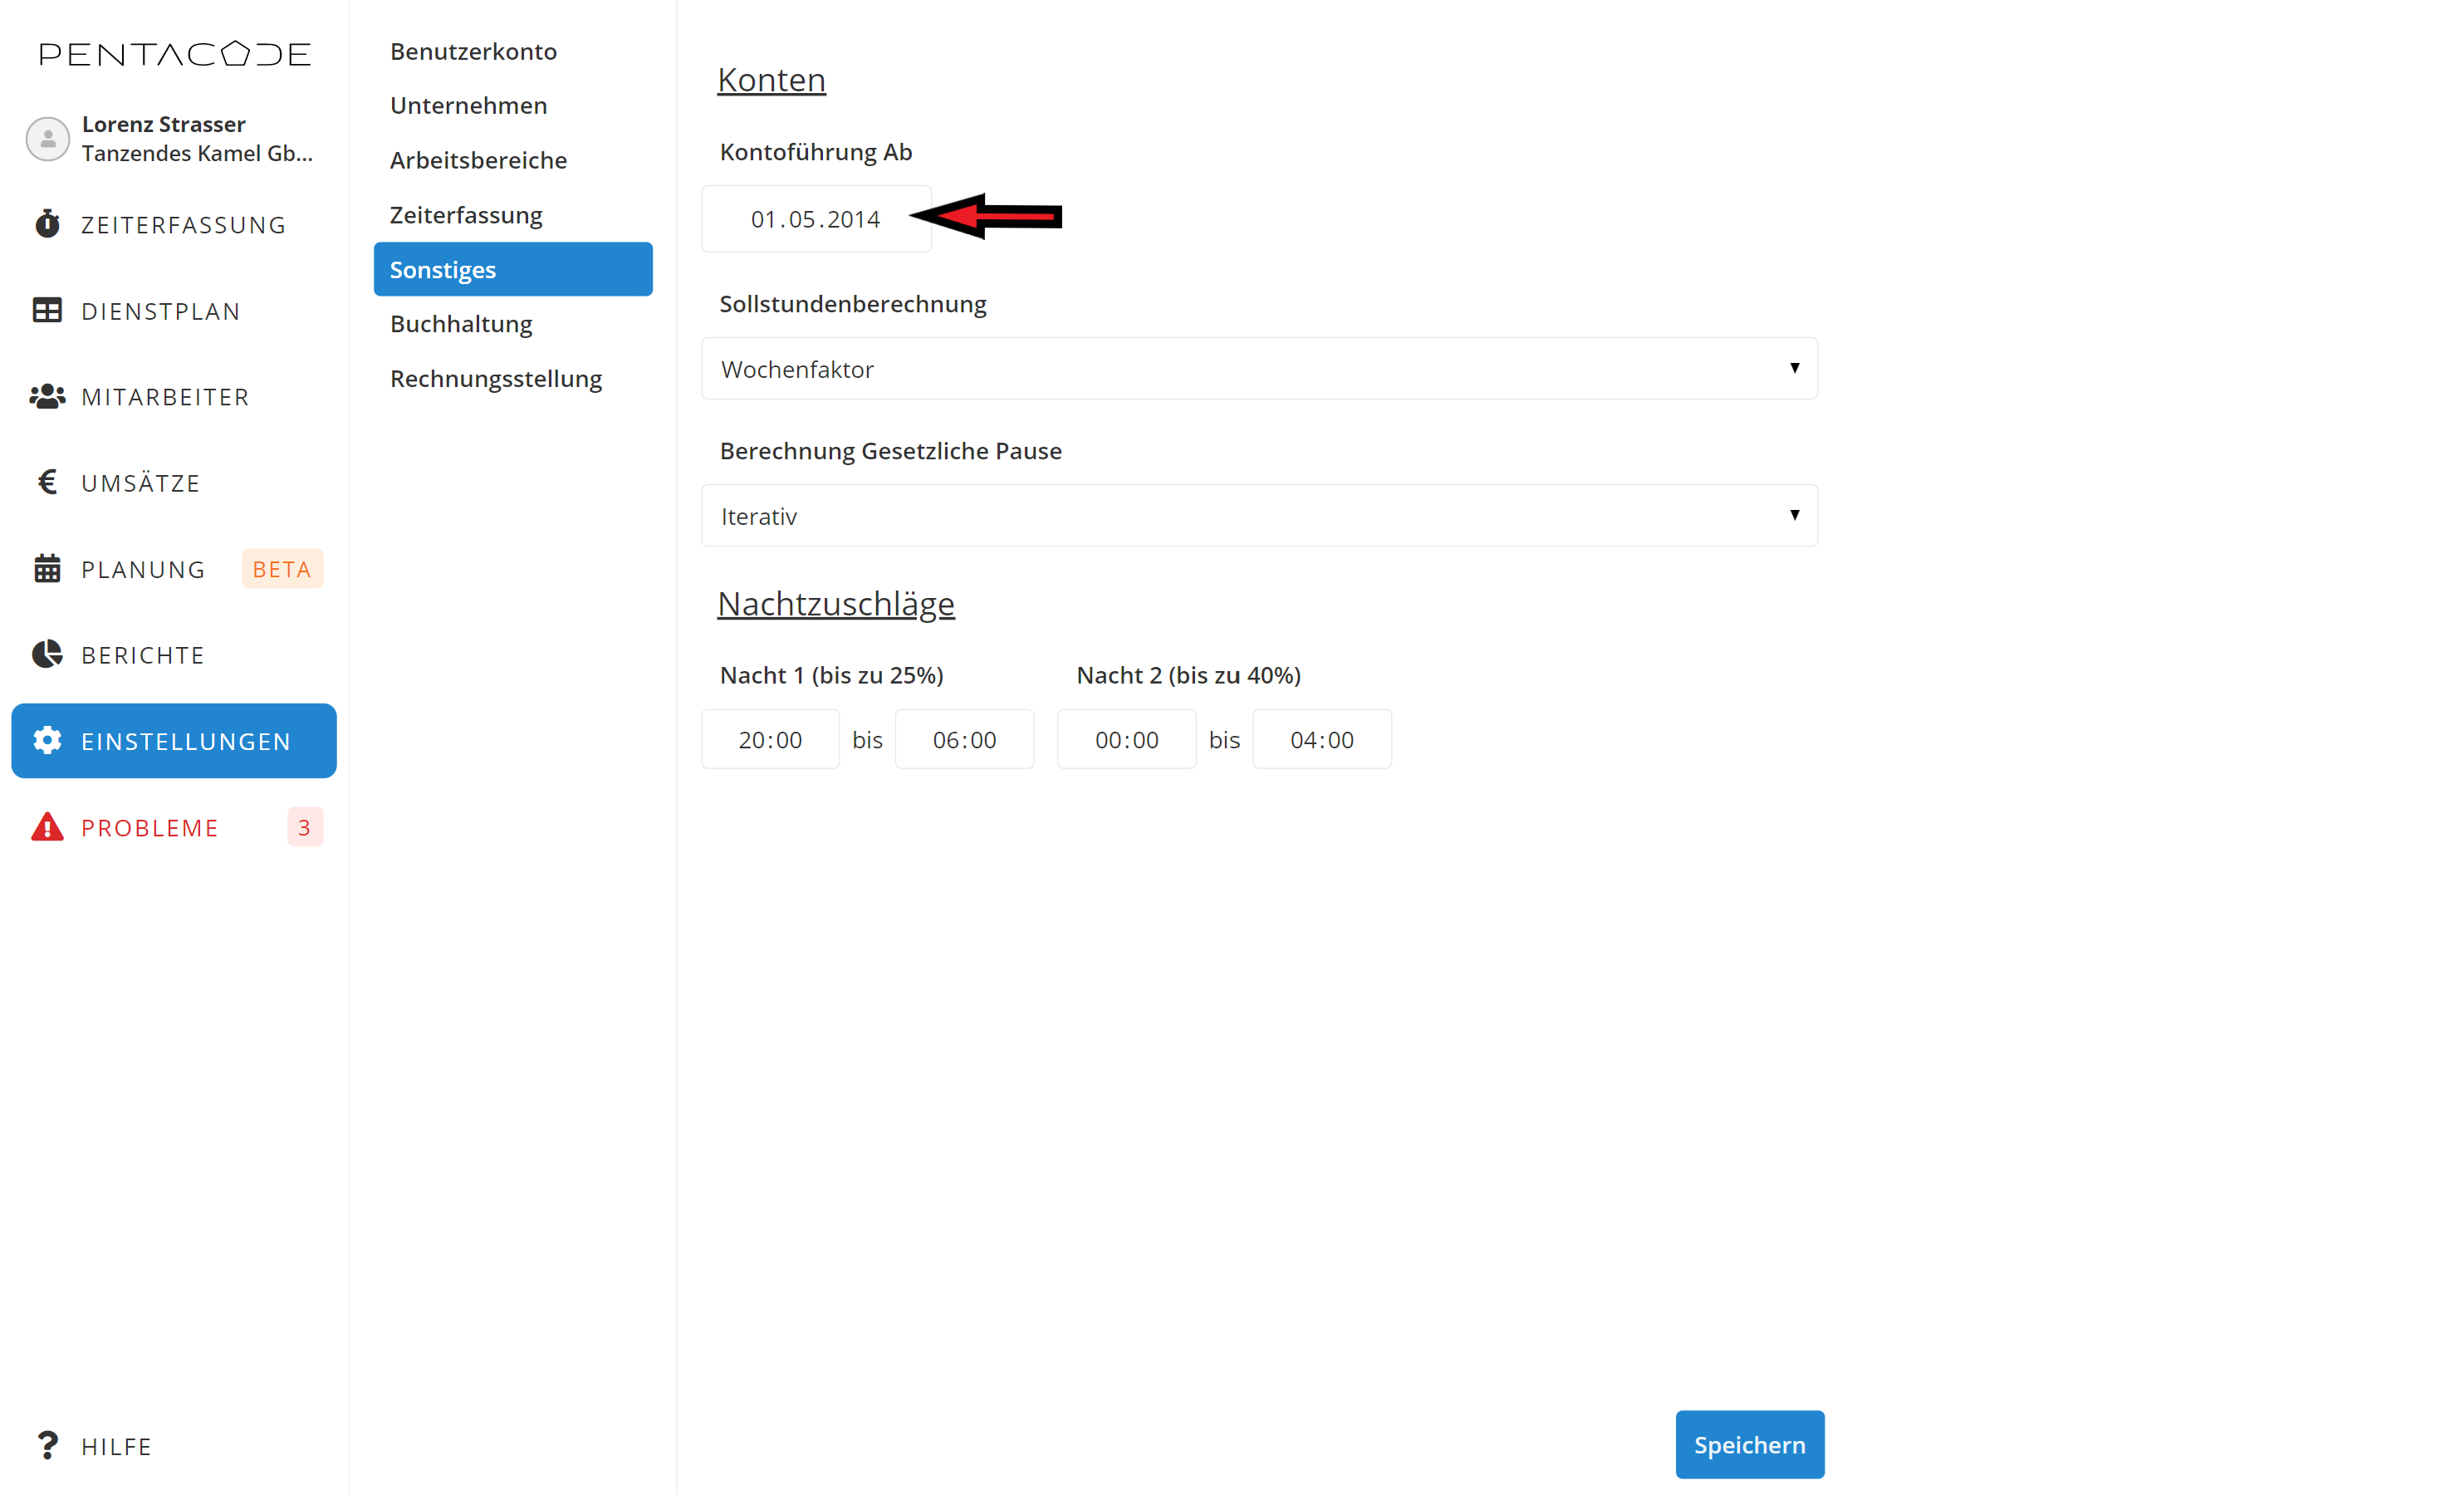 PENTACODE
Lorenz Strasser
Tanzendes Kamel Gb...
ZEITERFASSUNG
DIENSTPLAN
MITARBEITER
UMSÄTZE
PLANUNG BETA
BERICHTE
EINSTELLUNGEN
PROBLEME 3
HILFE
Benutzerkonto
Unternehmen
Arbeitsbereiche
Zeiterfassung
Sonstiges
Buchhaltung
Rechnungsstellung
Konten
Kontoführung Ab
01.05.2014
Sollstundenberechnung
Wochenfaktor
Berechnung Gesetzliche Pause
Iterativ
Nachtzuschläge
Nacht 1 (bis zu 25%) Nacht 2 (bis zu 40%)
20:00 bis 06:00 00:00 bis 04:00
Speichern